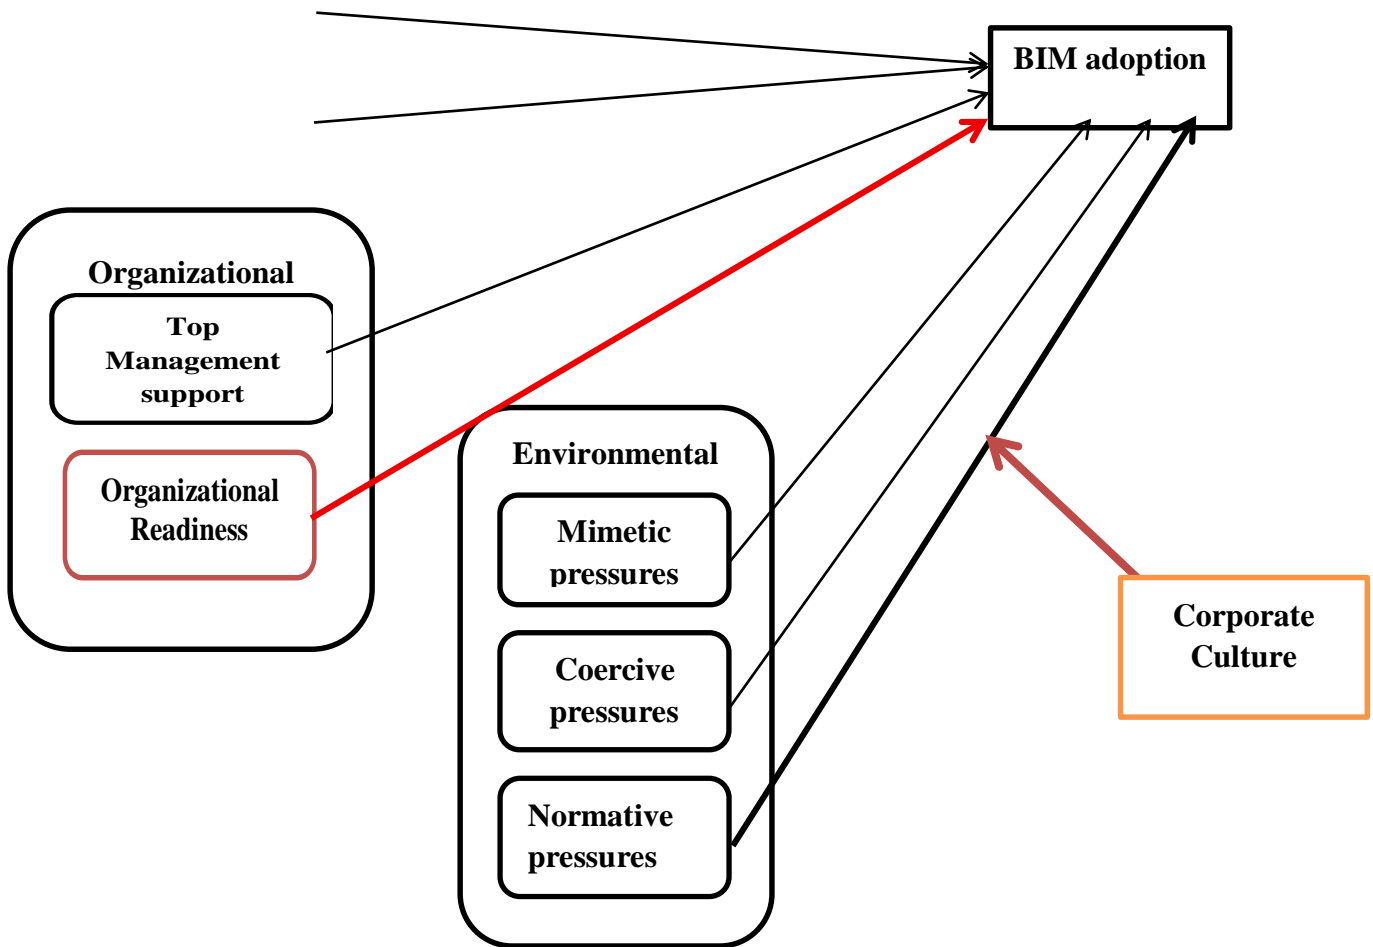 BIM adoption
Organizational
Top
Management
support
Organizational
Readiness
Environmental
Mimetic
pressures
Coercive
pressures
Normative
pressures
Corporate
Culture